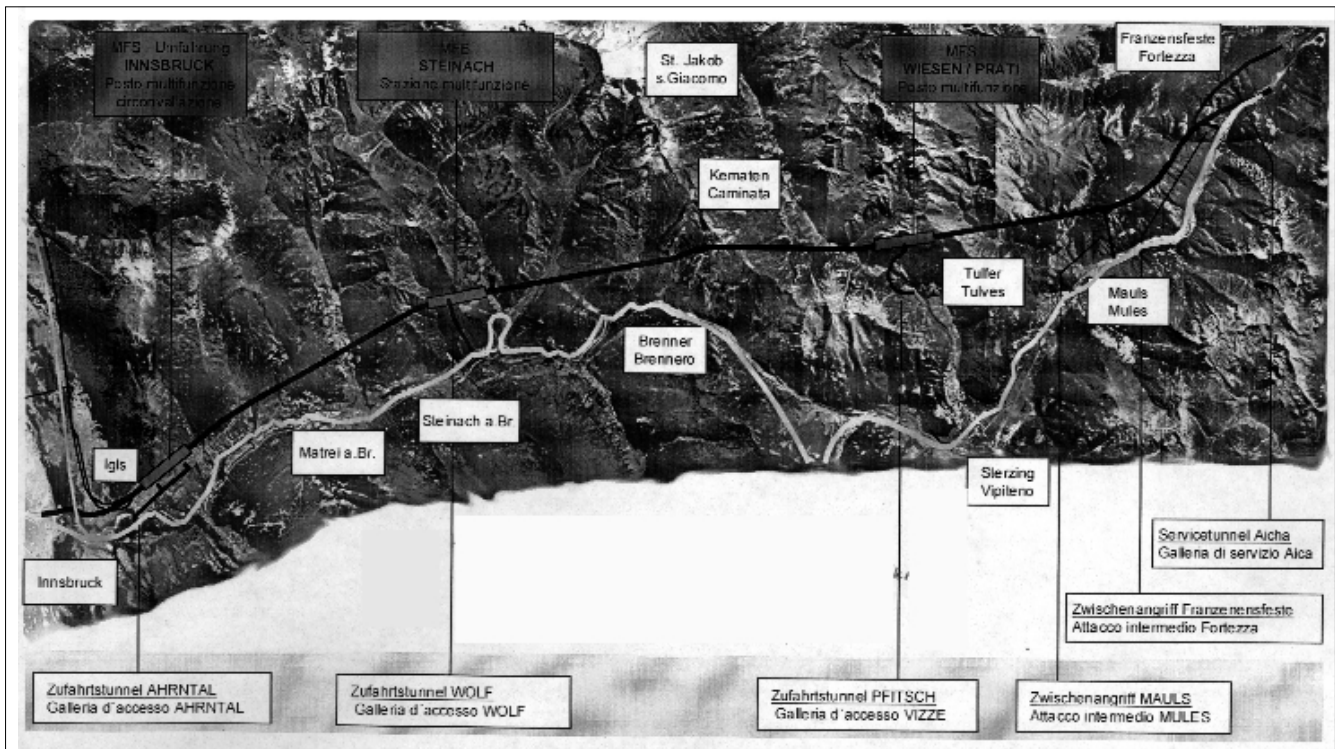 MFS - Umfahrung
INNSBRUCK
Posto multifunzione
circonvallazione
MFS
STEINACH
Stazione multifunzione
St. Jakob
s.Giacomo
MFS
WIESEN / PRATI
Posto multifunzione
Franzensfeste
Fortezza
Kematen
Caminata
Tulfer
Tulves
Mauls
Mules
Brenner
Brennero
Steinach a Br.
Matrei a.Br.
Igls
Sterzing
Vipiteno
Innsbruck
Servicetunnel Aicha
Galleria di servizio Aica
Zwischenangriff Franzenensfeste
Attacco intermedio Fortezza
Zufahrtstunnel AHRNTAL
Galleria d´accesso AHRNTAL
Zufahrtstunnel WOLF
Galleria d´accesso WOLF
Zufahrtstunnel PFITSCH
Galleria d´accesso VIZZE
Zwischenangriff MAULS
Attacco intermedio MULES